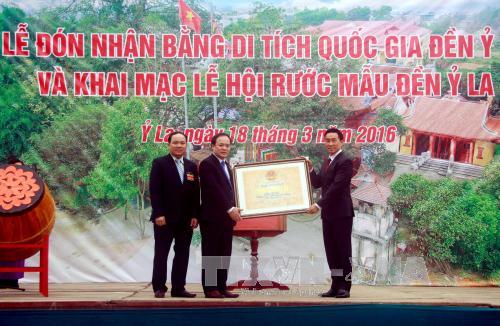 LỄ ĐÓN NHẬN BẰNG DI TÍCH QUỐC GIA ĐỀN Ỷ
VÀ KHAI MẠC LỄ HỘI RƯỚC MẪU ĐỀN Ỷ LA
Ỷ La, ngày 18 tháng 3 năm 2016